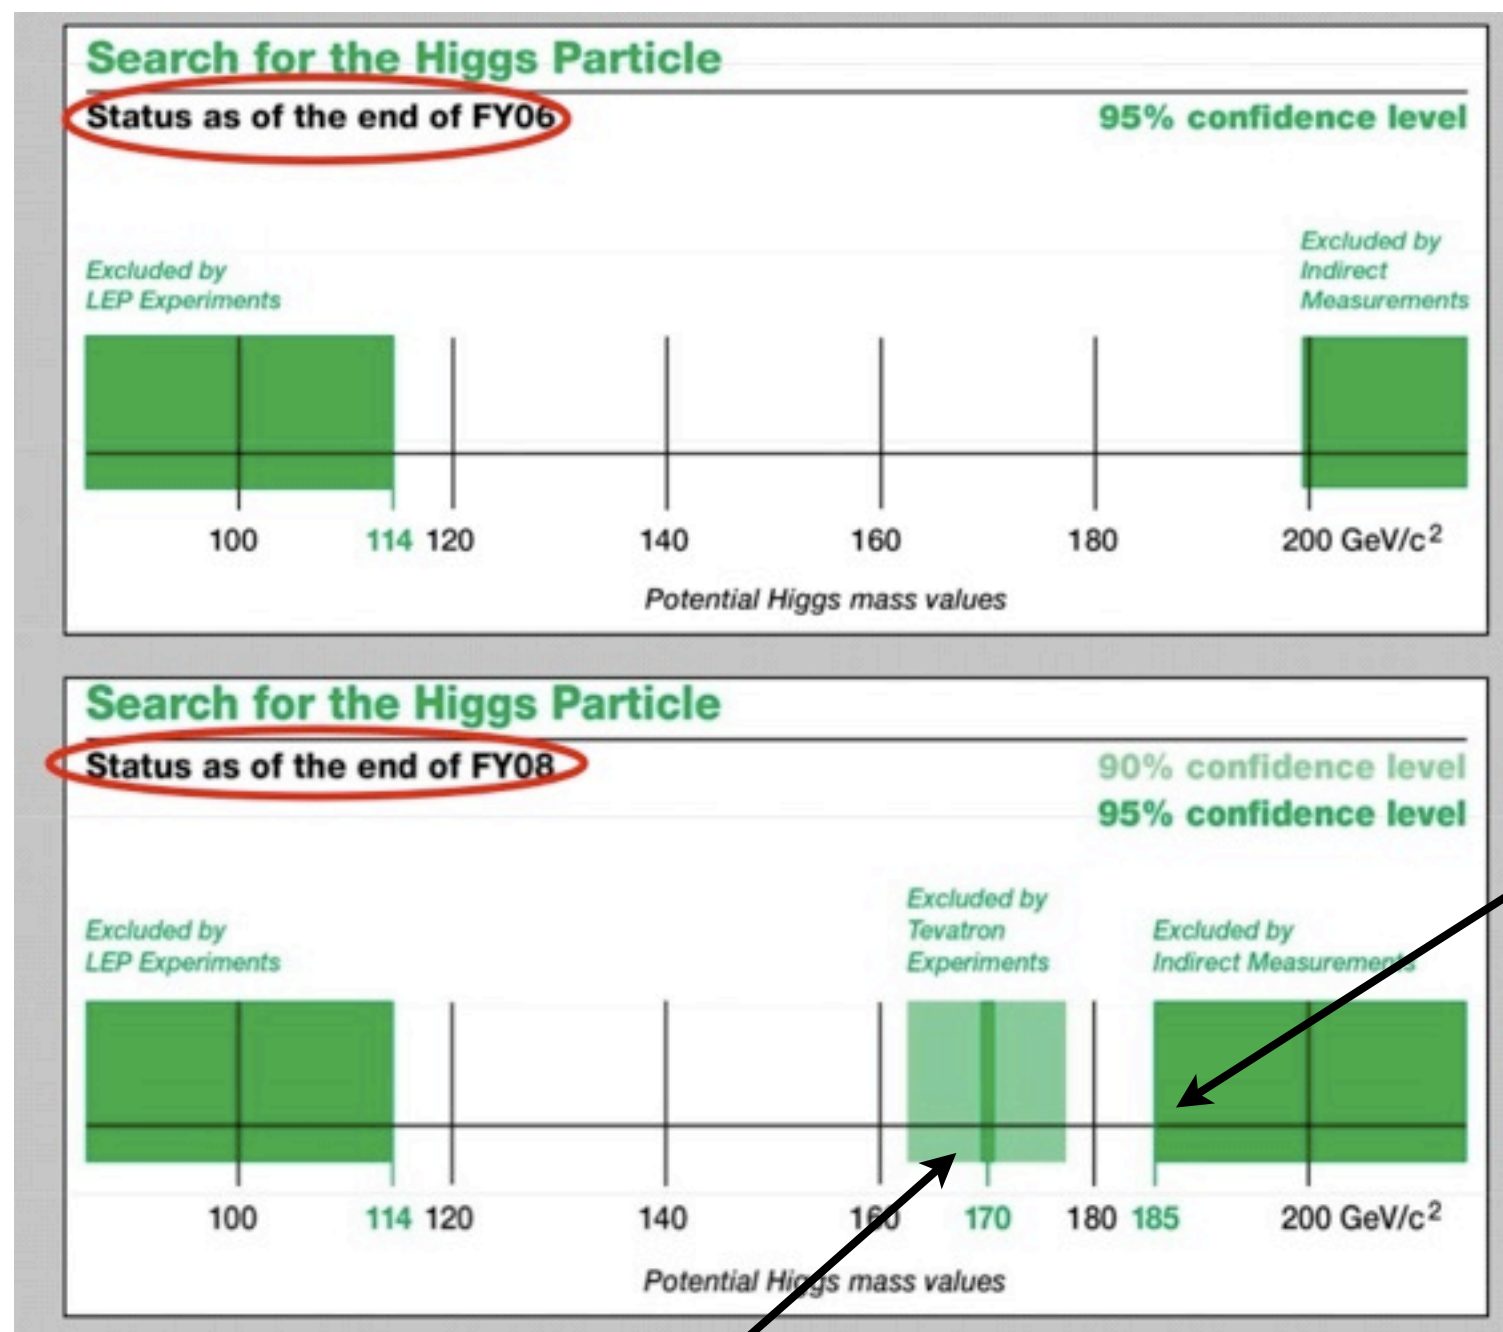 Search for the Higgs Particle
Status as of the end of FY06
95% confidence level
Excluded by
LEP Experiments
Excluded by
Indirect
Measurements
100 114 120 140 160 180 200 GeV/c²
Potential Higgs mass values
Search for the Higgs Particle
Status as of the end of FY08
90% confidence level
95% confidence level
Excluded by
LEP Experiments
Excluded by
Tevatron
Experiments
Excluded by
Indirect Measurements
100 114 120 140 160 170 180 185 200 GeV/c²
Potential Higgs mass values